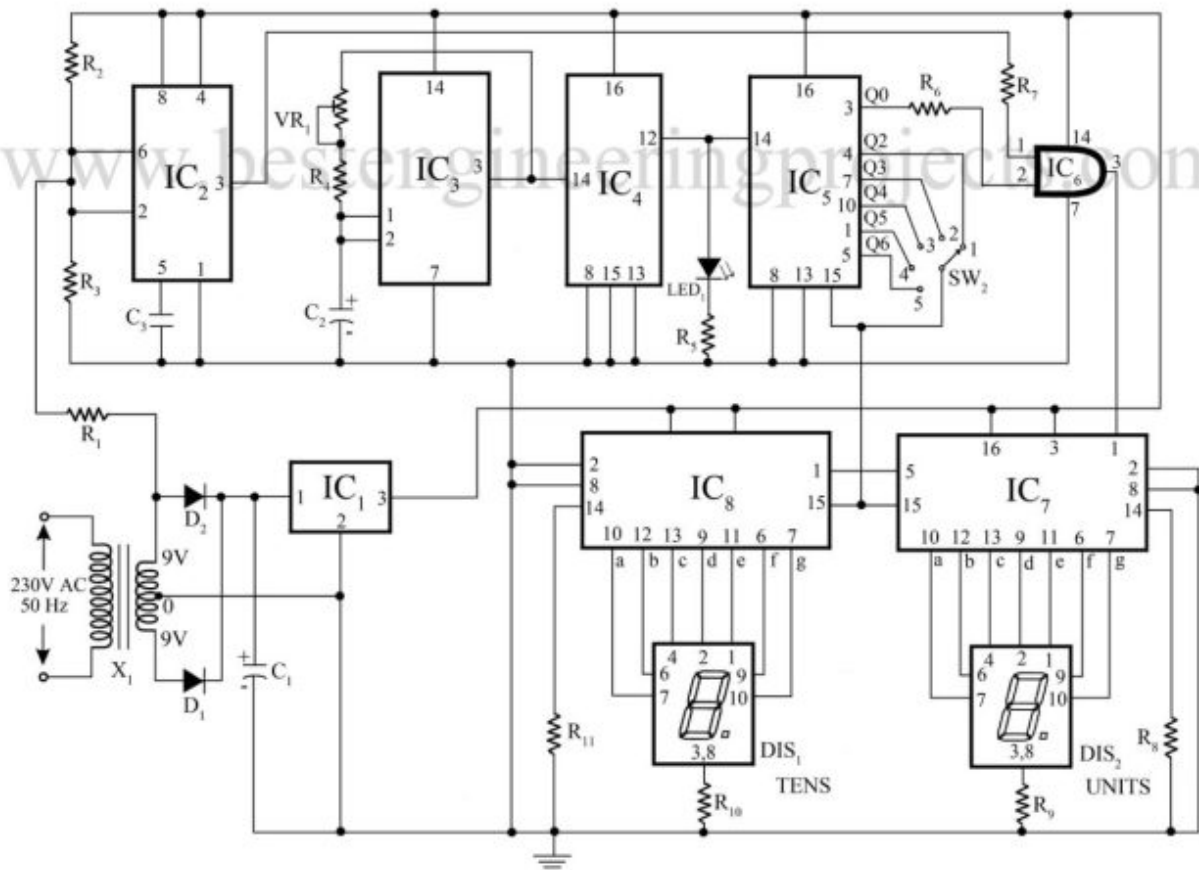 www.bestengineeringprojects.com
R2
8 4
6
IC2
3
2
5 1
R3
C3
VR1
R4
14
IC3
3
1
2
7
C2
+
-
16
12
14
IC4
8 15 13
LED1
R5
16
14
IC5
3 Q0
4 Q2
7 Q3
10 Q4
1 Q5
5 Q6
8 13 15
R6
R7
1
2
3
4
5
SW2
1
2
IC6
14
3
7
R1
D2
D1
1 IC1 3
2
230V AC
50 Hz
9V
0
9V
X1
+
-
C1
2
8
14
IC8
1
15
10 12 13 9 11 6 7
a b c d e f g
16 3 1
5
15
IC7
2
8
14
10 12 13 9 11 6 7
a b c d e f g
4 2 1
6 9
7 10
3,8
DIS1
TENS
R11
R10
4 2 1
6 9
7 10
3,8
DIS2
UNITS
R8
R9